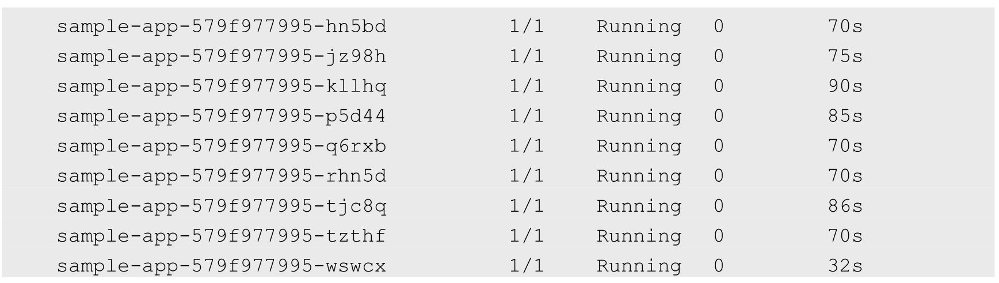 sample-app-579f977995-hn5bd 1/1 Running 0 70s
sample-app-579f977995-jz98h 1/1 Running 0 75s
sample-app-579f977995-kllhq 1/1 Running 0 90s
sample-app-579f977995-p5d44 1/1 Running 0 85s
sample-app-579f977995-q6rxb 1/1 Running 0 70s
sample-app-579f977995-rhn5d 1/1 Running 0 70s
sample-app-579f977995-tjc8q 1/1 Running 0 86s
sample-app-579f977995-tzthf 1/1 Running 0 70s
sample-app-579f977995-wswcx 1/1 Running 0 32s